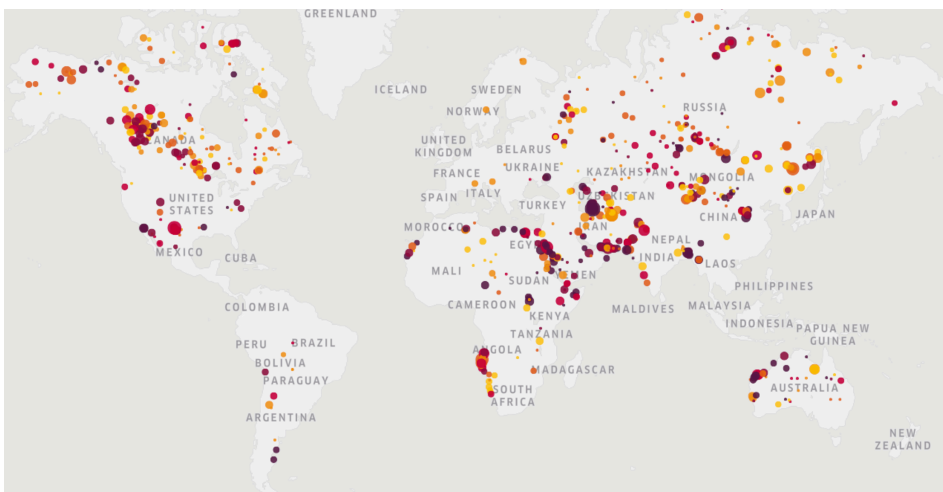 GREENLAND
ICELAND
SWEDEN
NORWAY
RUSSIA
CANADA
UNITED
KINGDOM
BELARUS
UKRAINE
KAZAKHSTAN
MONGOLIA
FRANCE
SPAIN
ITALY
TURKEY
UZBEKISTAN
UNITED
STATES
CHINA
JAPAN
MOROCCO
IRAN
MEXICO
CUBA
EGYPT
NEPAL
INDIA
LAOS
MALI
SUDAN
YEMEN
PHILIPPINES
COLOMBIA
CAMEROON
KENYA
MALDIVES
MALAYSIA
INDONESIA
PAPUA NEW
GUINEA
TANZANIA
PERU
BRAZIL
ANGOLA
BOLIVIA
MADAGASCAR
PARAGUAY
SOUTH
AFRICA
AUSTRALIA
ARGENTINA
NEW
ZEALAND